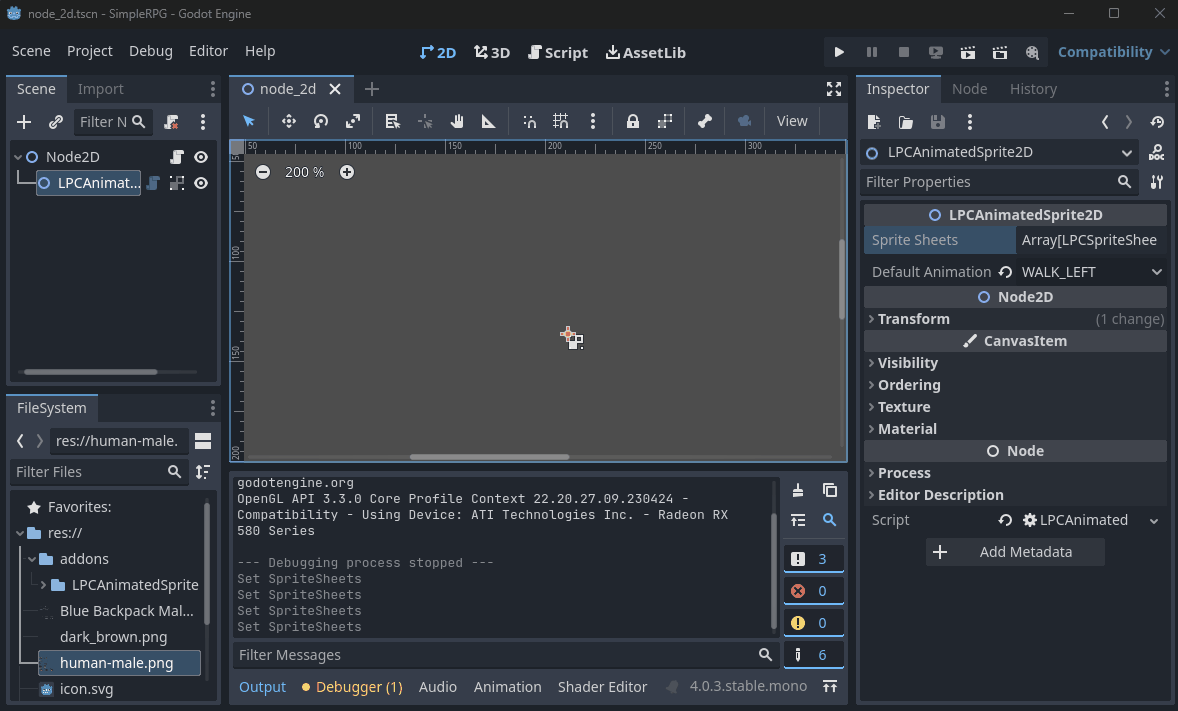 node_2d.tscn - SimpleRPG - Godot Engine
Scene Project Debug Editor Help
2D 3D Script AssetLib
Compatibility
Scene Import
Filter N
Node2D
LPCAnimat...
node_2d
View
50 100 150 200 250 300
200 %
50
100
150
200
Inspector Node History
LPCAnimatedSprite2D
Filter Properties
LPCAnimatedSprite2D
Sprite Sheets Array[LPCSpriteShee
Default Animation WALK_LEFT
Node2D
Transform (1 change)
CanvasItem
Visibility
Ordering
Texture
Material
Node
Process
Editor Description
Script LPCAnimated
Add Metadata
FileSystem
res://human-male.
Filter Files
Favorites:
res://
addons
LPCAnimatedSprite
Blue Backpack Mal...
dark_brown.png
human-male.png
icon.svg
godotengine.org
OpenGL API 3.3.0 Core Profile Context 22.20.27.09.230424 -
Compatibility - Using Device: ATI Technologies Inc. - Radeon RX
580 Series
--- Debugging process stopped ---
Set SpriteSheets
Set SpriteSheets
Set SpriteSheets
Set SpriteSheets
3
0
0
6
Filter Messages
Output Debugger (1) Audio Animation Shader Editor 4.0.3.stable.mono